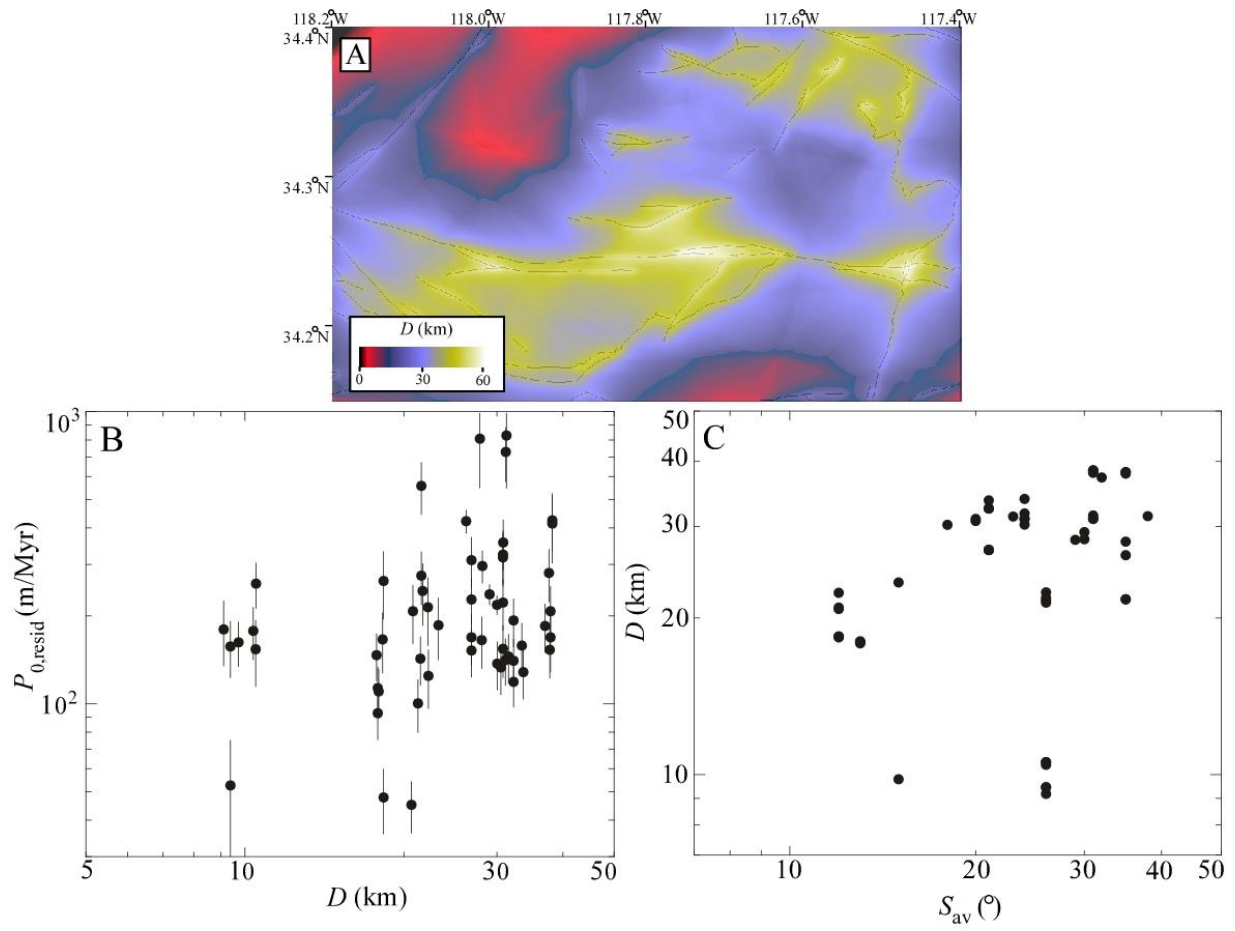 118.2°W 118.0°W 117.8°W 117.6°W 117.4°W
34.4°N
A
34.3°N
34.2°N
D (km)
0 30 60
10³
B
P0,resid (m/Myr)
10²
5 10 20 30 50
D (km)
50
C
40
30
D (km)
20
10
10 20 30 40 50
Sav (°)